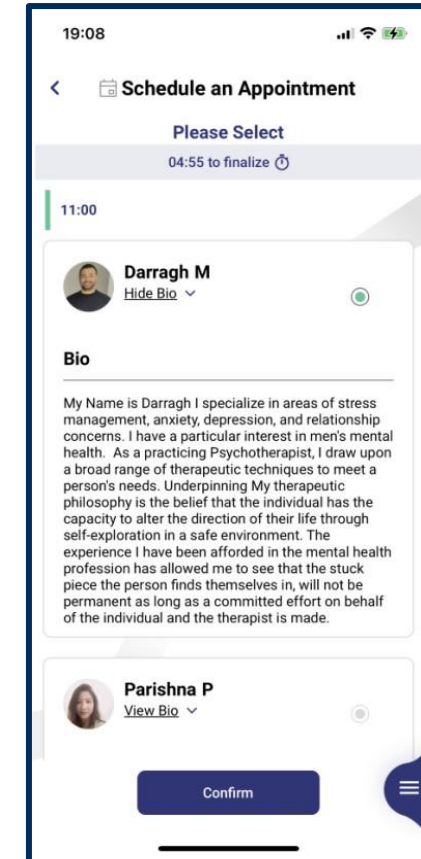 19:08
Schedule an Appointment
Please Select
04:55 to finalize
11:00
Darragh M
Hide Bio
Bio
My Name is Darragh I specialize in areas of stress
management, anxiety, depression, and relationship
concerns. I have a particular interest in men's mental
health.  As a practicing Psychotherapist, I draw upon
a broad range of therapeutic techniques to meet a
person's needs. Underpinning My therapeutic
philosophy is the belief that the individual has the
capacity to alter the direction of their life through
self-exploration in a safe environment. The
experience I have been afforded in the mental health
profession has allowed me to see that the stuck
piece the person finds themselves in, will not be
permanent as long as a committed effort on behalf
of the individual and the therapist is made.
Parishna P
View Bio
Confirm